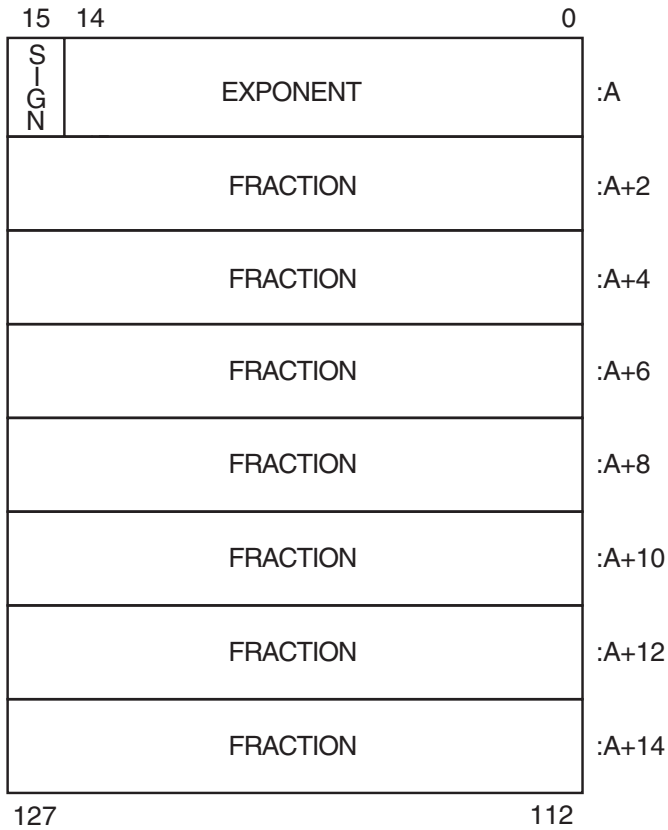 15 14 0
SIGN EXPONENT :A
FRACTION :A+2
FRACTION :A+4
FRACTION :A+6
FRACTION :A+8
FRACTION :A+10
FRACTION :A+12
FRACTION :A+14
127 112